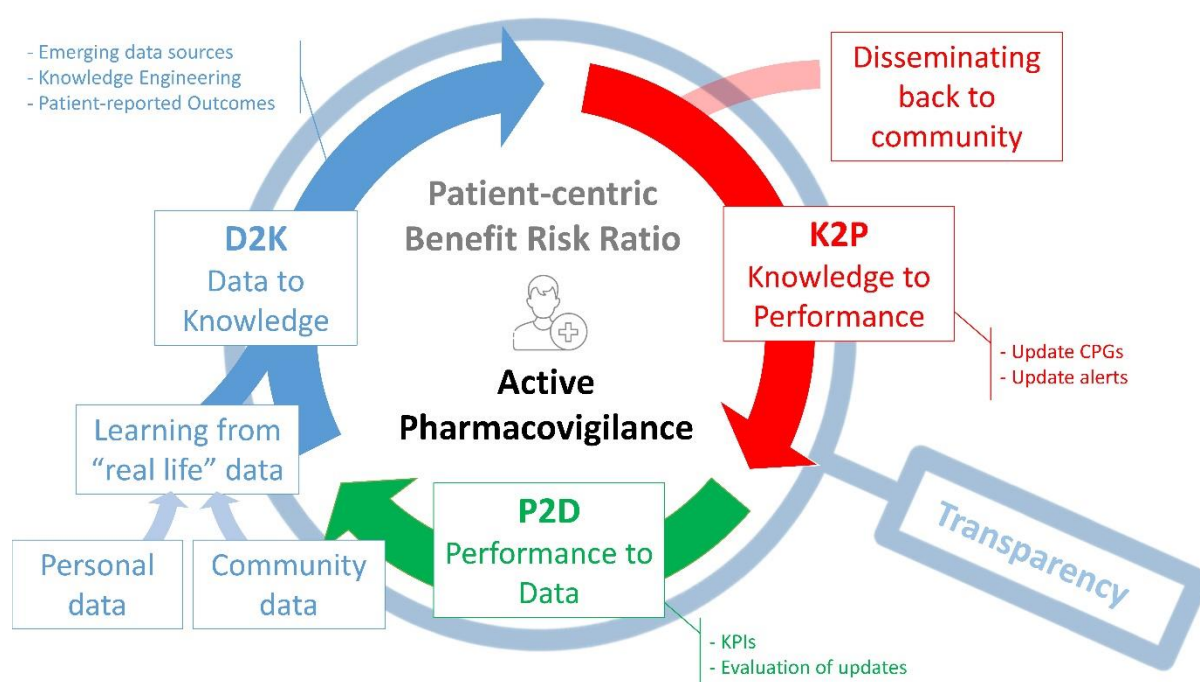 - Emerging data sources
- Knowledge Engineering
- Patient-reported Outcomes
Disseminating
back to
community
Patient-centric
Benefit Risk Ratio
D2K
Data to
Knowledge
K2P
Knowledge to
Performance
- Update CPGs
- Update alerts
Active
Pharmacovigilance
Learning from
“real life” data
P2D
Performance to
Data
Transparency
Personal
data
Community
data
- KPIs
- Evaluation of updates